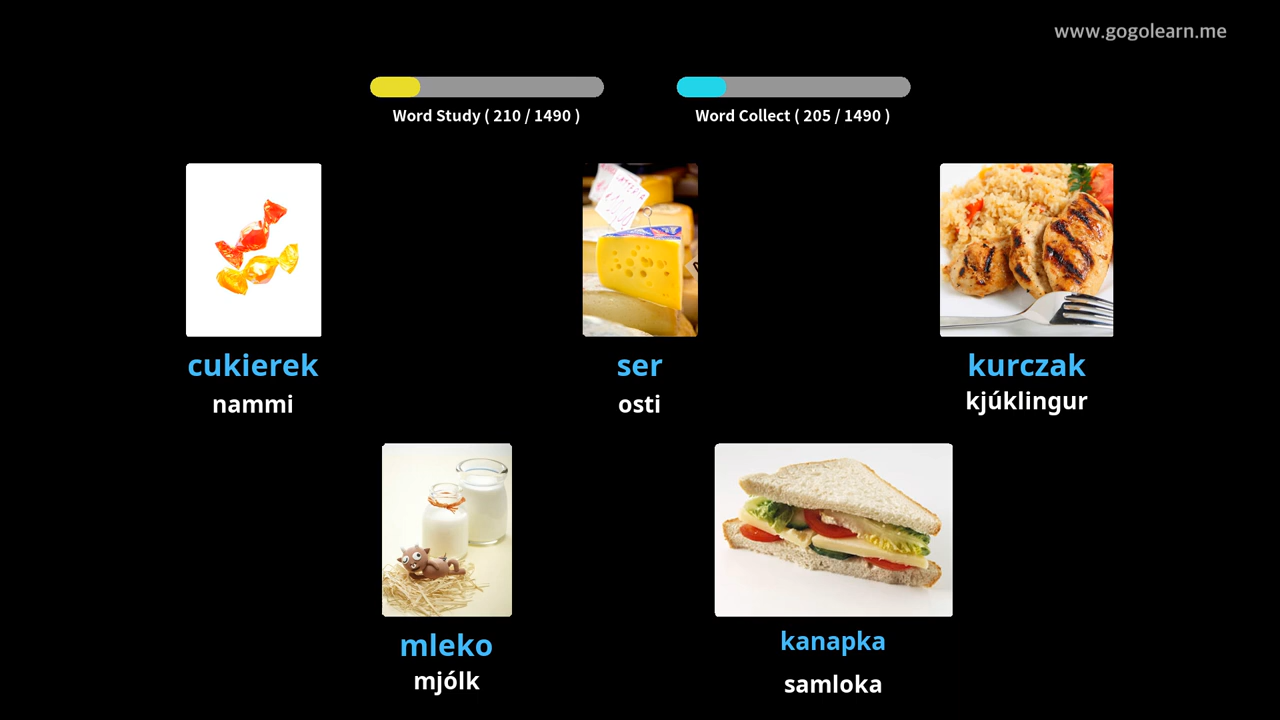 www.gogolearn.me
Word Study ( 210 / 1490 )
Word Collect ( 205 / 1490 )
cukierek
nammi
ser
osti
kurczak
kjúklingur
mleko
mjólk
kanapka
samloka